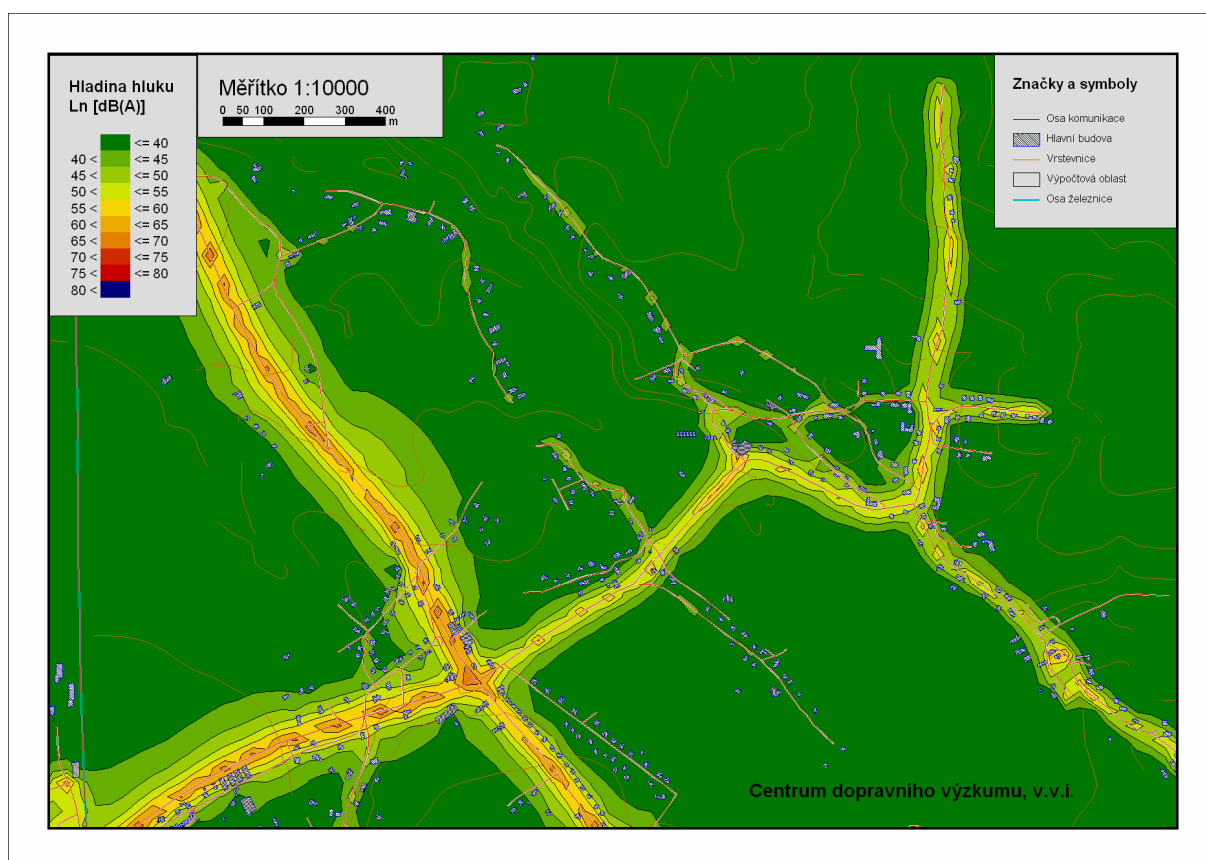 Hladina hluku
Ln [dB(A)]
<= 40
40 < <= 45
45 < <= 50
50 < <= 55
55 < <= 60
60 < <= 65
65 < <= 70
70 < <= 75
75 < <= 80
80 <
Měřítko 1:10000
0 50 100 200 300 400
m
Značky a symboly
Osa komunikace
Hlavní budova
Vrstevnice
Výpočtová oblast
Osa železnice
Centrum dopravního výzkumu, v.v.i.